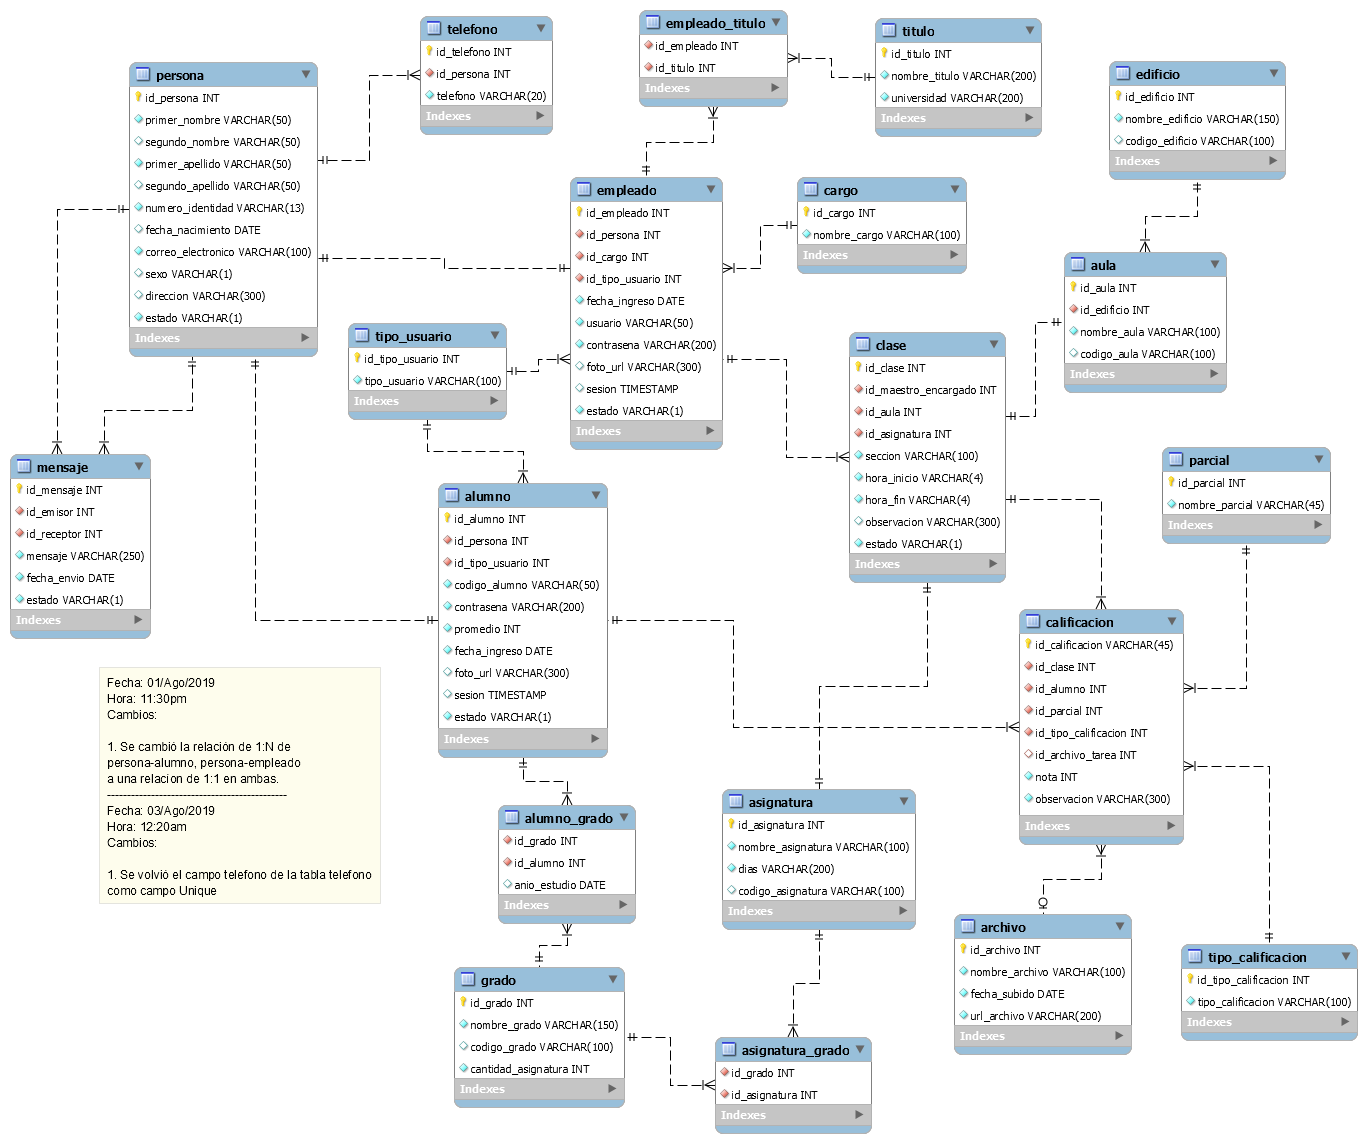 telefono
id_telefono INT
id_persona INT
telefono VARCHAR(20)
Indexes
empleado_titulo
id_empleado INT
id_titulo INT
Indexes
titulo
id_titulo INT
nombre_titulo VARCHAR(200)
universidad VARCHAR(200)
Indexes
persona
id_persona INT
primer_nombre VARCHAR(50)
segundo_nombre VARCHAR(50)
primer_apellido VARCHAR(50)
segundo_apellido VARCHAR(50)
numero_identidad VARCHAR(13)
fecha_nacimiento DATE
correo_electronico VARCHAR(100)
sexo VARCHAR(1)
direccion VARCHAR(300)
estado VARCHAR(1)
Indexes
edificio
id_edificio INT
nombre_edificio VARCHAR(150)
codigo_edificio VARCHAR(100)
Indexes
empleado
id_empleado INT
id_persona INT
id_cargo INT
id_tipo_usuario INT
fecha_ingreso DATE
usuario VARCHAR(50)
contrasena VARCHAR(200)
foto_url VARCHAR(300)
sesion TIMESTAMP
estado VARCHAR(1)
Indexes
cargo
id_cargo INT
nombre_cargo VARCHAR(100)
Indexes
aula
id_aula INT
id_edificio INT
nombre_aula VARCHAR(100)
codigo_aula VARCHAR(100)
Indexes
tipo_usuario
id_tipo_usuario INT
tipo_usuario VARCHAR(100)
Indexes
clase
id_clase INT
id_maestro_encargado INT
id_aula INT
id_asignatura INT
seccion VARCHAR(100)
hora_inicio VARCHAR(4)
hora_fin VARCHAR(4)
observacion VARCHAR(300)
estado VARCHAR(1)
Indexes
mensaje
id_mensaje INT
id_emisor INT
id_receptor INT
mensaje VARCHAR(250)
fecha_envio DATE
estado VARCHAR(1)
Indexes
alumno
id_alumno INT
id_persona INT
id_tipo_usuario INT
codigo_alumno VARCHAR(50)
contrasena VARCHAR(200)
promedio INT
fecha_ingreso DATE
foto_url VARCHAR(300)
sesion TIMESTAMP
estado VARCHAR(1)
Indexes
parcial
id_parcial INT
nombre_parcial VARCHAR(45)
Indexes
calificacion
id_calificacion VARCHAR(45)
id_clase INT
id_alumno INT
id_parcial INT
id_tipo_calificacion INT
id_archivo_tarea INT
nota INT
observacion VARCHAR(300)
Indexes
Fecha: 01/Ago/2019
Hora: 11:30pm
Cambios:
1. Se cambió la relación de 1:N de
persona-alumno, persona-empleado
a una relacion de 1:1 en ambas.
---------------------------------------------
Fecha: 03/Ago/2019
Hora: 12:20am
Cambios:
1. Se volvió el campo telefono de la tabla telefono
como campo Unique
alumno_grado
id_grado INT
id_alumno INT
anio_estudio DATE
Indexes
asignatura
id_asignatura INT
nombre_asignatura VARCHAR(100)
dias VARCHAR(200)
codigo_asignatura VARCHAR(100)
Indexes
archivo
id_archivo INT
nombre_archivo VARCHAR(100)
fecha_subido DATE
url_archivo VARCHAR(200)
Indexes
tipo_calificacion
id_tipo_calificacion INT
tipo_calificacion VARCHAR(100)
Indexes
grado
id_grado INT
nombre_grado VARCHAR(150)
codigo_grado VARCHAR(100)
cantidad_asignatura INT
Indexes
asignatura_grado
id_grado INT
id_asignatura INT
Indexes